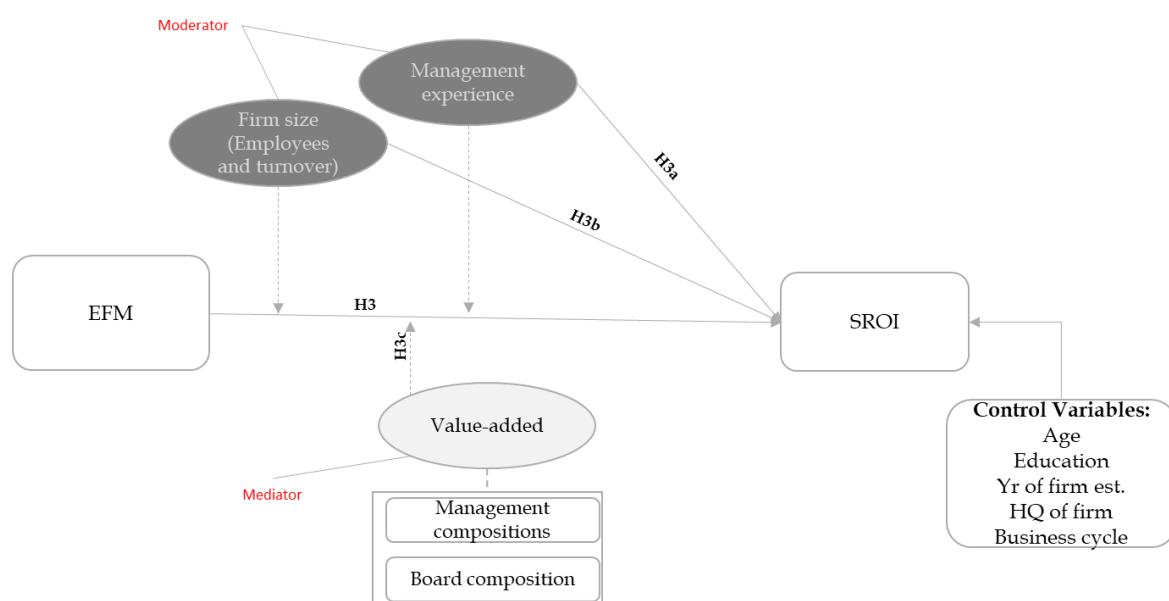 Moderator
Management
experience
Firm size
(Employees
and turnover)
H3a
H3b
EFM
H3
SROI
H3c
Value-added
Control Variables:
Age
Education
Yr of firm est.
HQ of firm
Business cycle
Mediator
Management
compositions
Board composition